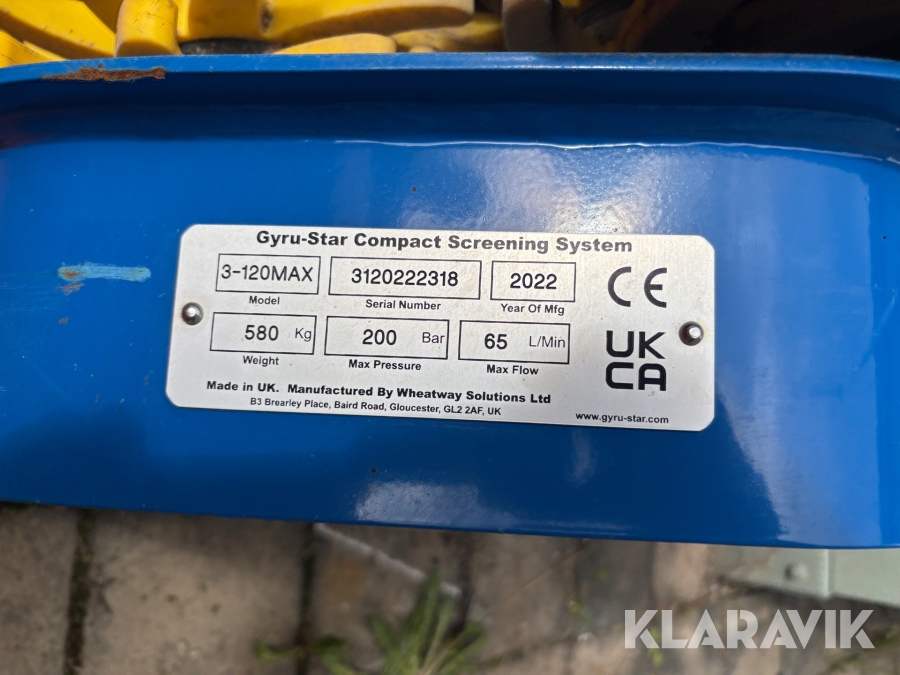 Gyru-Star Compact Screening System
3-120MAX 3120222318 2022
Model Serial Number Year Of Mfg
580 Kg 200 Bar 65 L/Min
Weight Max Pressure Max Flow
CE
UK
CA
Made in UK. Manufactured By Wheatway Solutions Ltd
B3 Brearley Place, Baird Road, Gloucester, GL2 2AF, UK
www.gyru-star.com
KLARAVIK